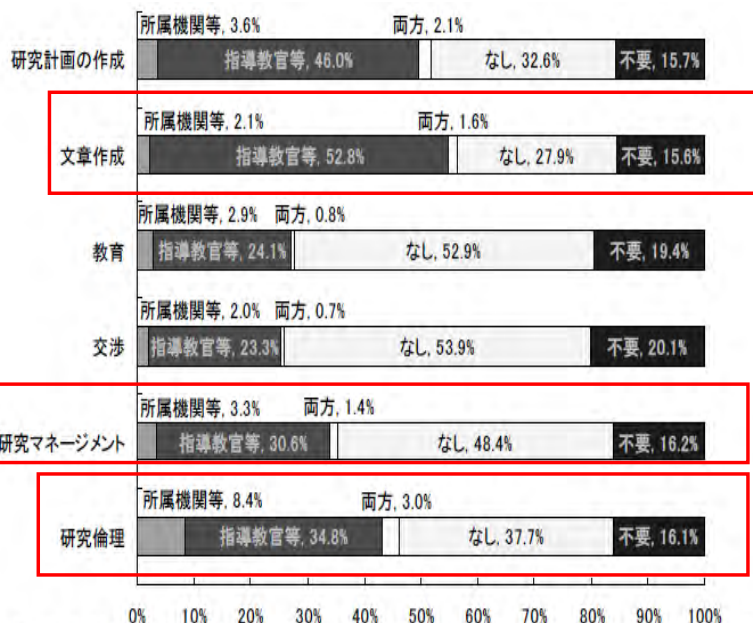 所属機関等, 3.6% 両方, 2.1%
研究計画の作成 指導教官等, 46.0% なし, 32.6% 不要, 15.7%
所属機関等, 2.1% 両方, 1.6%
文章作成 指導教官等, 52.8% なし, 27.9% 不要, 15.6%
所属機関等, 2.9% 両方, 0.8%
教育 指導教官等, 24.1% なし, 52.9% 不要, 19.4%
所属機関等, 2.0% 両方, 0.7%
交渉 指導教官等, 23.3% なし, 53.9% 不要, 20.1%
所属機関等, 3.3% 両方, 1.4%
研究マネージメント 指導教官等, 30.6% なし, 48.4% 不要, 16.2%
所属機関等, 8.4% 両方, 3.0%
研究倫理 指導教官等, 34.8% なし, 37.7% 不要, 16.1%
0% 10% 20% 30% 40% 50% 60% 70% 80% 90% 100%